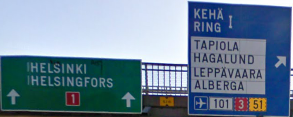 HELSINKI
HELSINGFORS
1
KEHÄ
RING I
TAPIOLA
HAGALUND
LEPPÄVAARA
ALBERGA
101 3 51